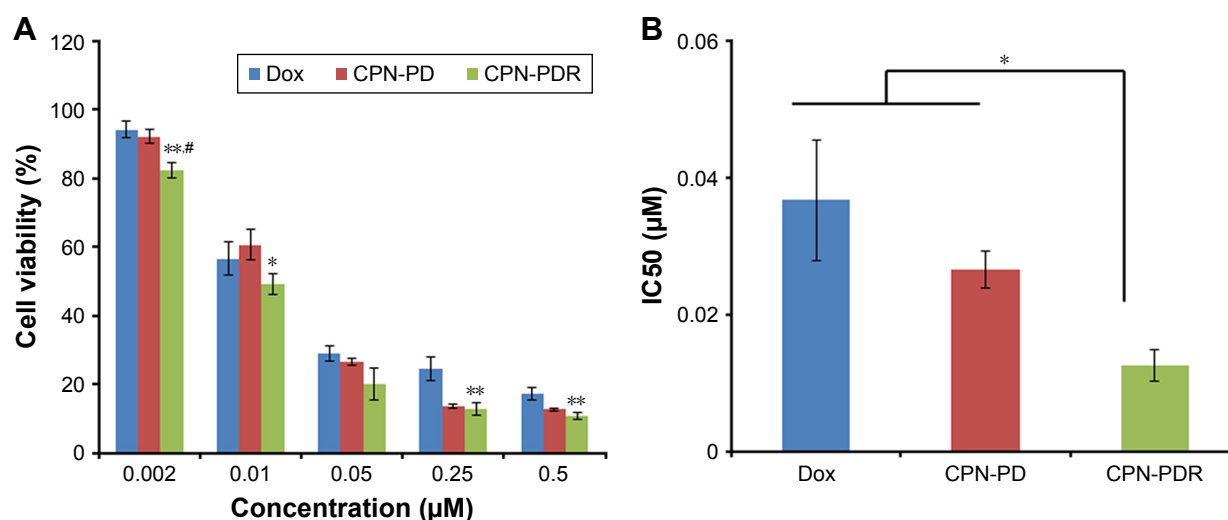 A
120
100
80
60
40
20
0
Cell viability (%)
Dox CPN-PD CPN-PDR
**,#
*
**
**
0.002 0.01 0.05 0.25 0.5
Concentration (µM)
B
0.06
0.04
0.02
0
IC50 (µM)
*
Dox CPN-PD CPN-PDR